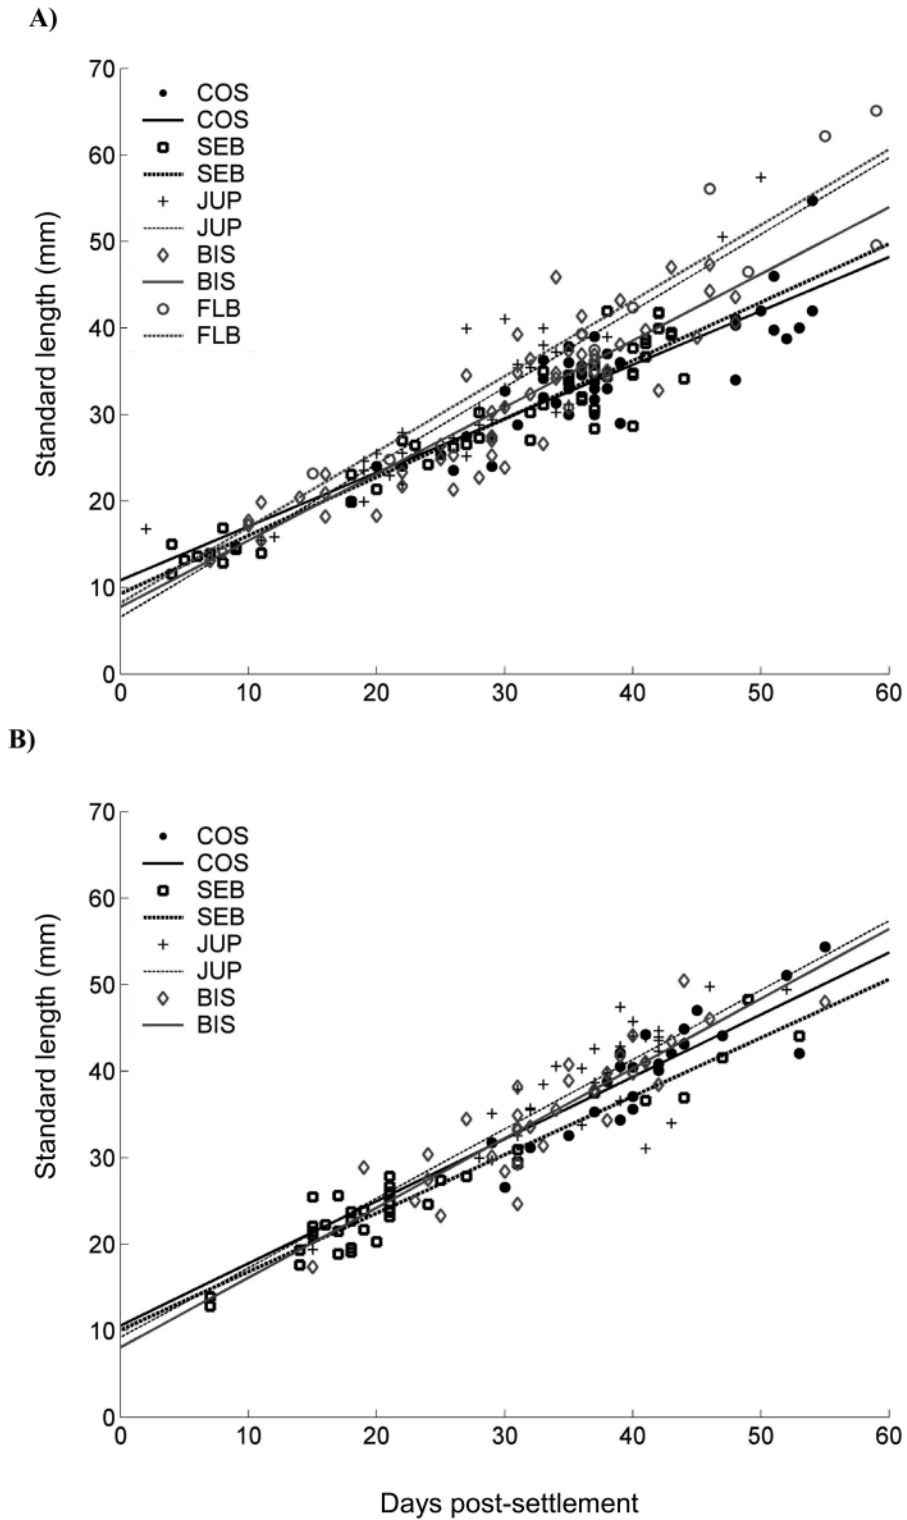 A)
70
60
50
40
30
20
10
0
Standard length (mm)
COS
COS
SEB
SEB
JUP
JUP
BIS
BIS
FLB
FLB
0 10 20 30 40 50 60
B)
70
60
50
40
30
20
10
0
Standard length (mm)
COS
COS
SEB
SEB
JUP
JUP
BIS
BIS
0 10 20 30 40 50 60
Days post-settlement